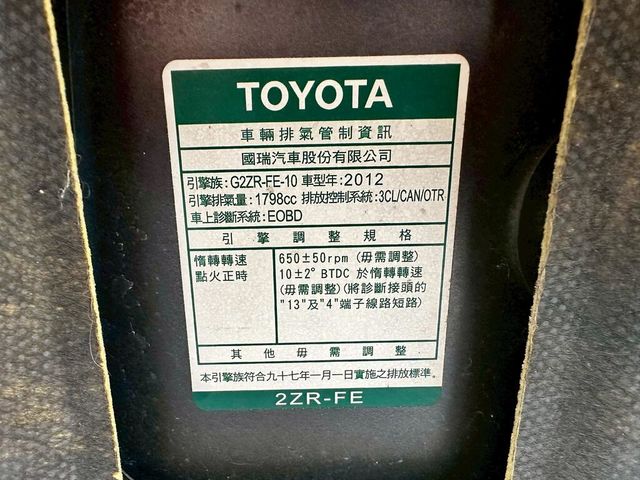 TOYOTA
車輛排氣管制資訊
國瑞汽車股份有限公司
引擎族:G2ZR-FE-10 車型年:2012
引擎排氣量:1798cc 排放控制系統:3CL/CAN/OTR
車上診斷系統:EOBD
引擎調整規格
惰轉轉速 650±50rpm (毋需調整)
點火正時 10±2° BTDC 於惰轉轉速
(毋需調整)(將診斷接頭的
"13"及"4"端子線路短路)
其他毋需調整
本引擎族符合九十七年一月一日實施之排放標準。
2ZR-FE